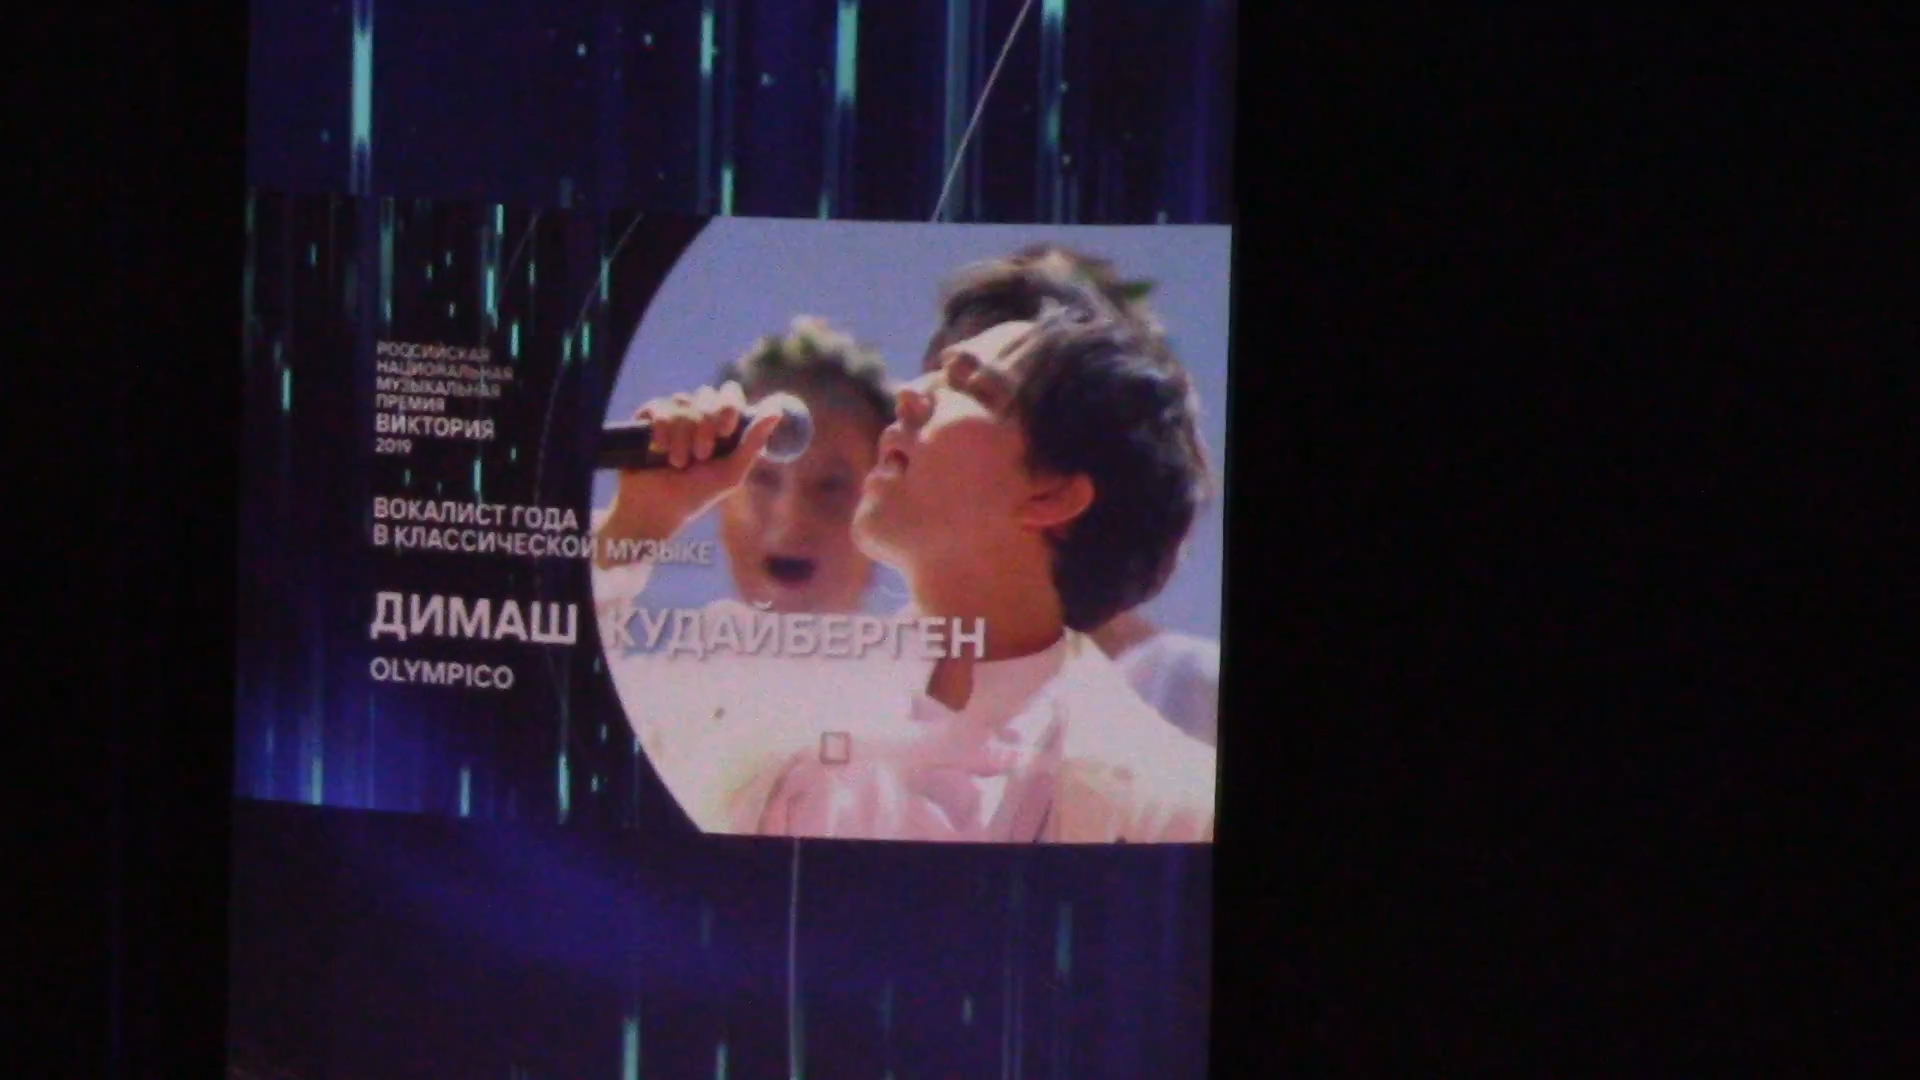 РОССИЙСКАЯ
НАЦИОНАЛЬНАЯ
МУЗЫКАЛЬНАЯ
ПРЕМИЯ
ВИКТОРИЯ
2019
ВОКАЛИСТ ГОДА
В КЛАССИЧЕСКОЙ МУЗЫКЕ
ДИМАШ КУДАЙБЕРГЕН
OLYMPICO